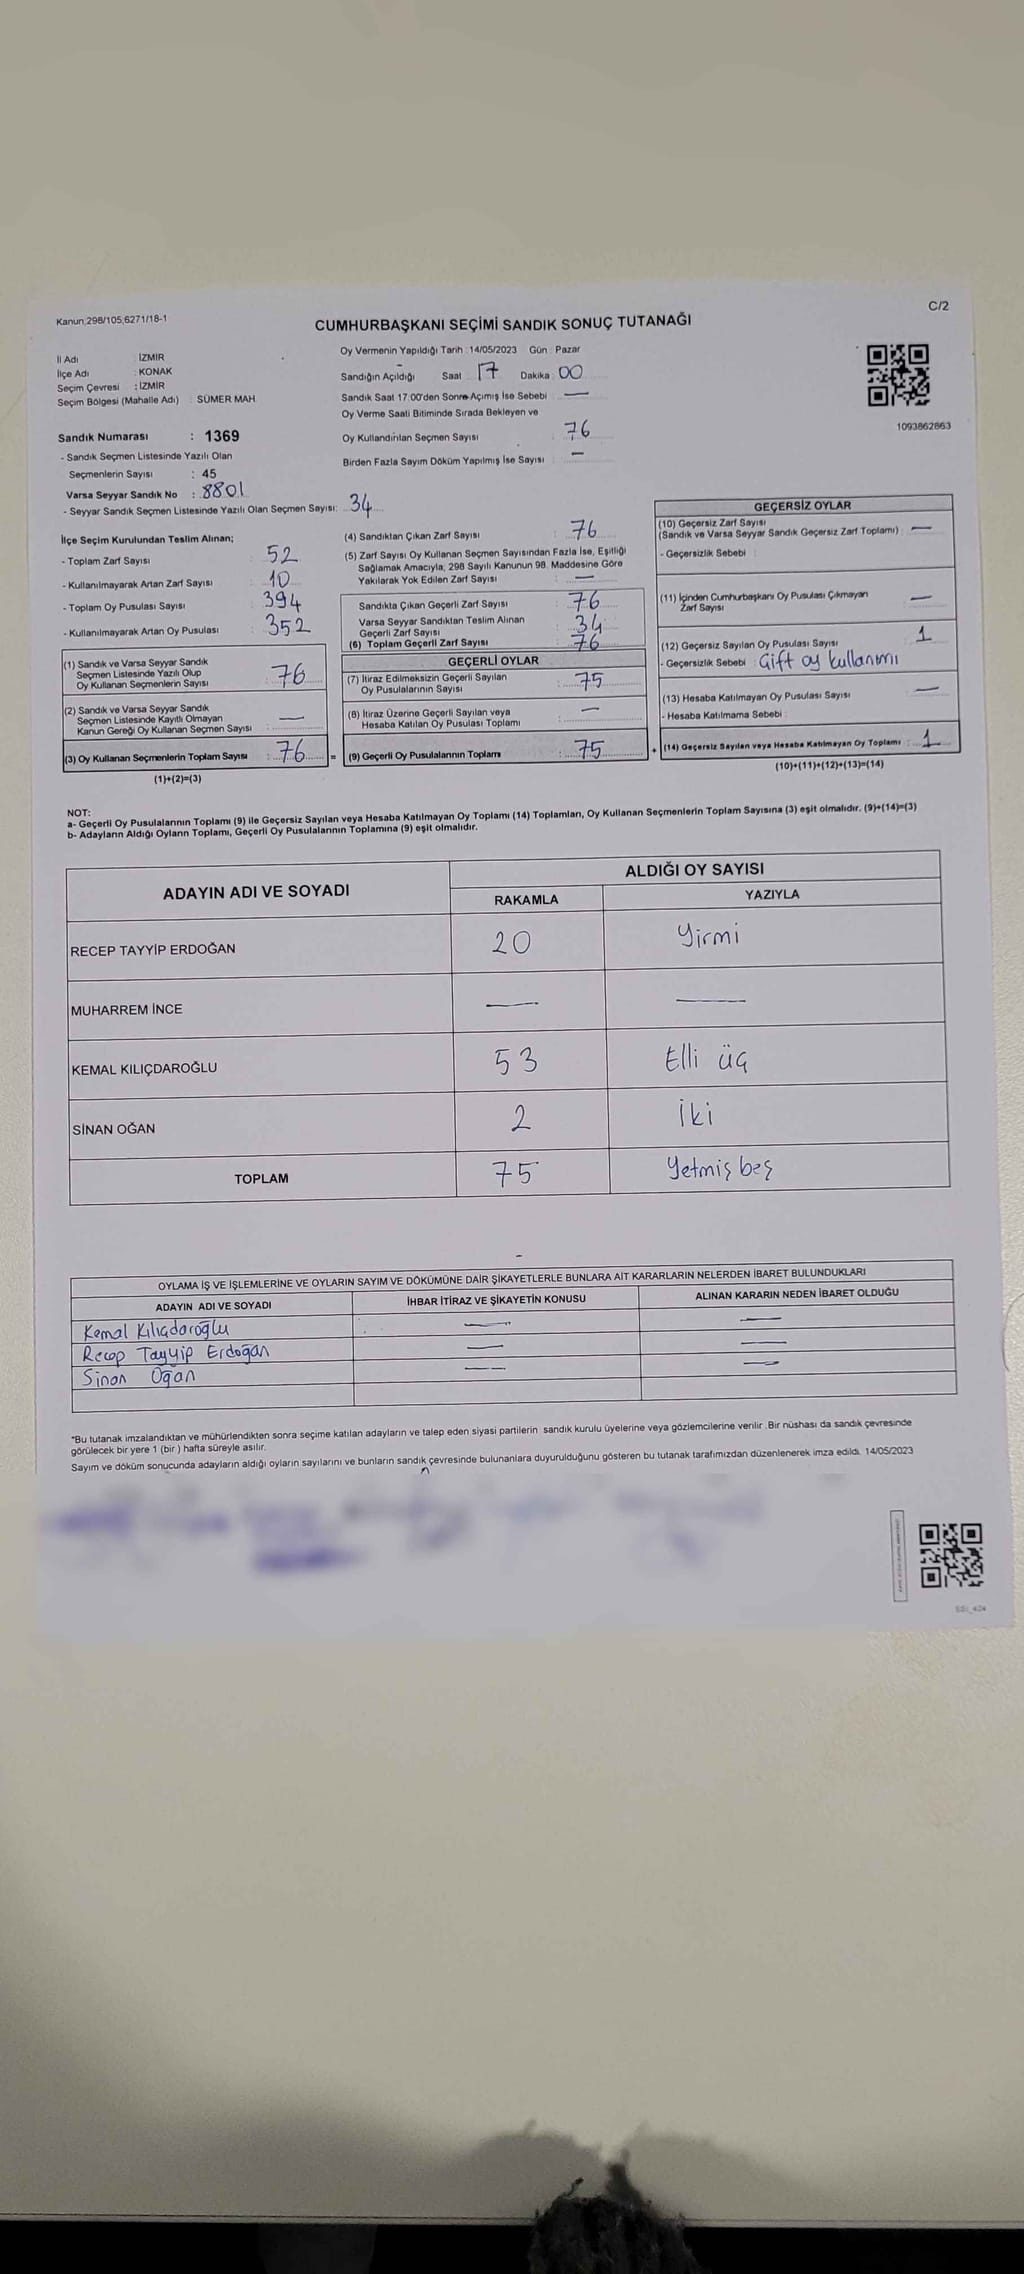 Kanun;298/105;6271/18-1
C/2
CUMHURBAŞKANI SEÇİMİ SANDIK SONUÇ TUTANAĞI
İl Adı : İZMİR
İlçe Adı : KONAK
Seçim Çevresi : İZMİR
Seçim Bölgesi (Mahalle Adı) SÜMER MAH.
Sandık Numarası : 1369
- Sandık Seçmen Listesinde Yazılı Olan
Seçmenlerin Sayısı : 45
Varsa Seyyar Sandık No : 8801
- Seyyar Sandık Seçmen Listesinde Yazılı Olan Seçmen Sayısı: 34
Oy Vermenin Yapıldığı Tarih :14/05/2023 Gün : Pazar
Sandığın Açıldığı Saat 17 Dakika 00
Sandık Saat 17:00'den Sonra Açımış İse Sebebi : —
Oy Verme Saati Bitiminde Sırada Bekleyen ve
Oy Kullandırılan Seçmen Sayısı : 76
Birden Fazla Sayım Döküm Yapılmış İse Sayısı : —
1093862863
İlçe Seçim Kurulundan Teslim Alınan;
- Toplam Zarf Sayısı : 52
- Kullanılmayarak Artan Zarf Sayısı : 10
- Toplam Oy Pusulası Sayısı : 394
- Kullanılmayarak Artan Oy Pusulası : 352
(1) Sandık ve Varsa Seyyar Sandık
Seçmen Listesinde Yazılı Olup
Oy Kullanan Seçmenlerin Sayısı : 76
(2) Sandık ve Varsa Seyyar Sandık
Seçmen Listesinde Kayıtlı Olmayan
Kanun Gereği Oy Kullanan Seçmen Sayısı : —
(3) Oy Kullanan Seçmenlerin Toplam Sayısı : 76 =
(1)+(2)=(3)
(4) Sandıktan Çıkan Zarf Sayısı : 76
(5) Zarf Sayısı Oy Kullanan Seçmen Sayısından Fazla İse, Eşitliği
Sağlamak Amacıyla; 298 Sayılı Kanunun 98. Maddesine Göre
Yakılarak Yok Edilen Zarf Sayısı : —
Sandıkta Çıkan Geçerli Zarf Sayısı : 76
Varsa Seyyar Sandıktan Teslim Alınan
Geçerli Zarf Sayısı : 34
(6) Toplam Geçerli Zarf Sayısı : 76
GEÇERLİ OYLAR
(7) İtiraz Edilmeksizin Geçerli Sayılan
Oy Pusulalarının Sayısı : 75
(8) İtiraz Üzerine Geçerli Sayılan veya
Hesaba Katılan Oy Pusulası Toplamı : —
(9) Geçerli Oy Pusulalarının Toplamı : 75 +
GEÇERSİZ OYLAR
(10) Geçersiz Zarf Sayısı
(Sandık ve Varsa Seyyar Sandık Geçersiz Zarf Toplamı) : —
- Geçersizlik Sebebi :
(11) İçinden Cumhurbaşkanı Oy Pusulası Çıkmayan
Zarf Sayısı : —
(12) Geçersiz Sayılan Oy Pusulası Sayısı : 1
- Geçersizlik Sebebi : Çift oy kullanımı
(13) Hesaba Katılmayan Oy Pusulası Sayısı : —
- Hesaba Katılmama Sebebi :
(14) Geçersiz Sayılan veya Hesaba Katılmayan Oy Toplamı : 1
(10)+(11)+(12)+(13)=(14)
NOT:
a- Geçerli Oy Pusulalarının Toplamı (9) ile Geçersiz Sayılan veya Hesaba Katılmayan Oy Toplamı (14) Toplamları, Oy Kullanan Seçmenlerin Toplam Sayısına (3) eşit olmalıdır. (9)+(14)=(3)
b- Adayların Aldığı Oyların Toplamı, Geçerli Oy Pusulalarının Toplamına (9) eşit olmalıdır.
ADAYIN ADI VE SOYADI
ALDIĞI OY SAYISI
RAKAMLA YAZIYLA
RECEP TAYYİP ERDOĞAN 20 Yirmi
MUHARREM İNCE — —
KEMAL KILIÇDAROĞLU 53 Elli üç
SİNAN OĞAN 2 İki
TOPLAM 75 Yetmiş beş
OYLAMA İŞ VE İŞLEMLERİNE VE OYLARIN SAYIM VE DÖKÜMÜNE DAİR ŞİKAYETLERLE BUNLARA AİT KARARLARIN NELERDEN İBARET BULUNDUKLARI
ADAYIN ADI VE SOYADI İHBAR İTİRAZ VE ŞİKAYETİN KONUSU ALINAN KARARIN NEDEN İBARET OLDUĞU
Kemal Kılıçdaroğlu — —
Recep Tayyip Erdoğan — —
Sinan Oğan — —
*Bu tutanak imzalandıktan ve mühürlendikten sonra seçime katılan adayların ve talep eden siyasi partilerin sandık kurulu üyelerine veya gözlemcilerine verilir .Bir nüshası da sandık çevresinde
görülecek bir yere 1 (bir ) hafta süreyle asılır.
Sayım ve döküm sonucunda adayların aldığı oyların sayılarını ve bunların sandık çevresinde bulunanlara duyurulduğunu gösteren bu tutanak tarafımızdan düzenlenerek imza edildi. 14/05/2023